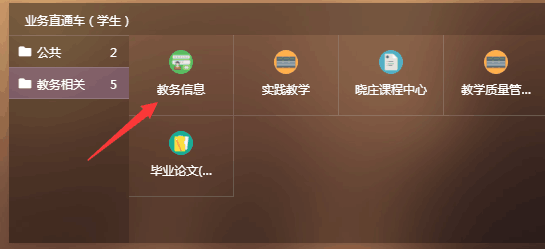 业务直通车（学生）
公共 2
教务相关 5
教务信息 实践教学 晓庄课程中心 教学质量管...
毕业论文(...